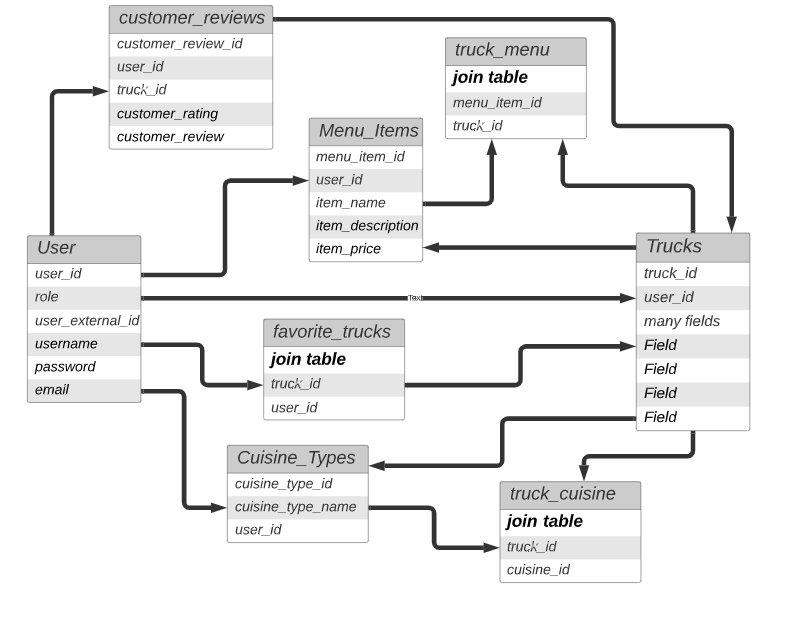 customer_reviews
customer_review_id
user_id
truck_id
customer_rating
customer_review
truck_menu
join table
menu_item_id
truck_id
Menu_Items
menu_item_id
user_id
item_name
item_description
item_price
User
user_id
role
user_external_id
username
password
email
Text
Trucks
truck_id
user_id
many fields
Field
Field
Field
Field
favorite_trucks
join table
truck_id
user_id
Cuisine_Types
cuisine_type_id
cuisine_type_name
user_id
truck_cuisine
join table
truck_id
cuisine_id